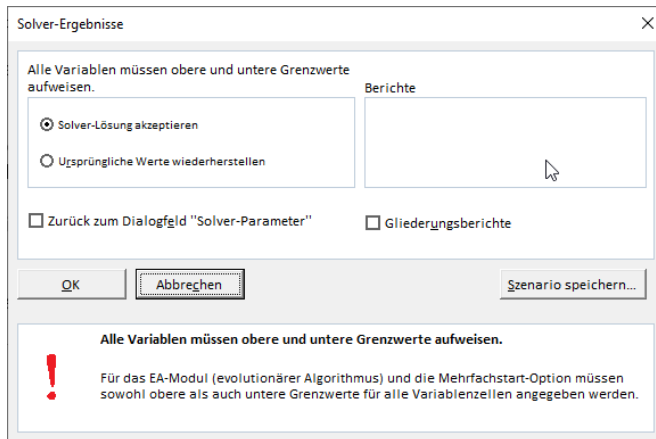 Solver-Ergebnisse
Alle Variablen müssen obere und untere Grenzwerte
aufweisen.
Berichte
Solver-Lösung akzeptieren
Ursprüngliche Werte wiederherstellen
Zurück zum Dialogfeld "Solver-Parameter"
Gliederungsberichte
OK
Abbrechen
Szenario speichern...
Alle Variablen müssen obere und untere Grenzwerte aufweisen.
Für das EA-Modul (evolutionärer Algorithmus) und die Mehrfachstart-Option müssen
sowohl obere als auch untere Grenzwerte für alle Variablenzellen angegeben werden.